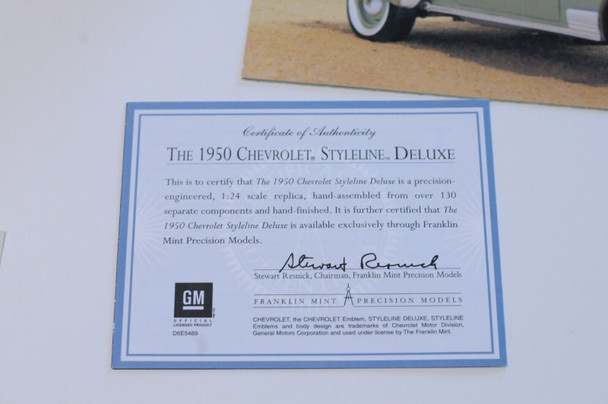 Certificate of Authenticity
THE 1950 CHEVROLET® STYLELINE™ DELUXE
This is to certify that The 1950 Chevrolet Styleline Deluxe is a precision-
engineered, 1:24 scale replica, hand-assembled from over 130
separate components and hand-finished. It is further certified that The
1950 Chevrolet Styleline Deluxe is available exclusively through Franklin
Mint Precision Models.
Stewart Resnick
Stewart Resnick, Chairman, Franklin Mint Precision Models
FRANKLIN MINT PRECISION MODELS
GM
OFFICIAL
LICENSED PRODUCT
D6E5489
CHEVROLET, the CHEVROLET Emblem, STYLELINE DELUXE, STYLELINE
Emblems and body design are trademarks of Chevrolet Motor Division,
General Motors Corporation and used under license by The Franklin Mint.